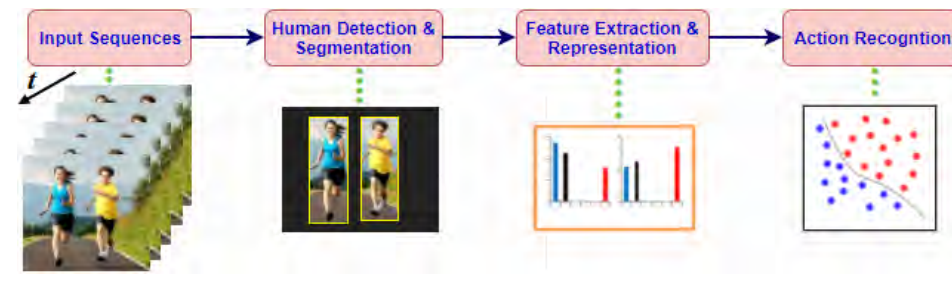 Input Sequences
Human Detection &
Segmentation
Feature Extraction &
Representation
Action Recogntion
t